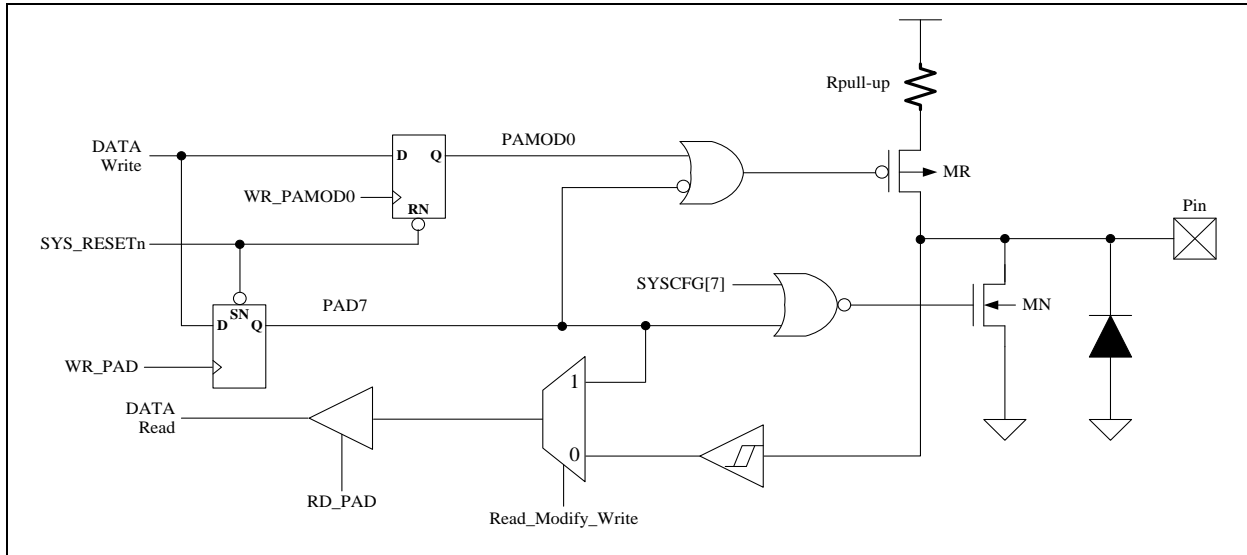 Rpull-up
DATA
Write
D
Q
PAMOD0
WR_PAMOD0
RN
MR
Pin
SYS_RESETn
SYSCFG[7]
SN
D
Q
PAD7
MN
WR_PAD
1
DATA
Read
0
RD_PAD
Read_Modify_Write